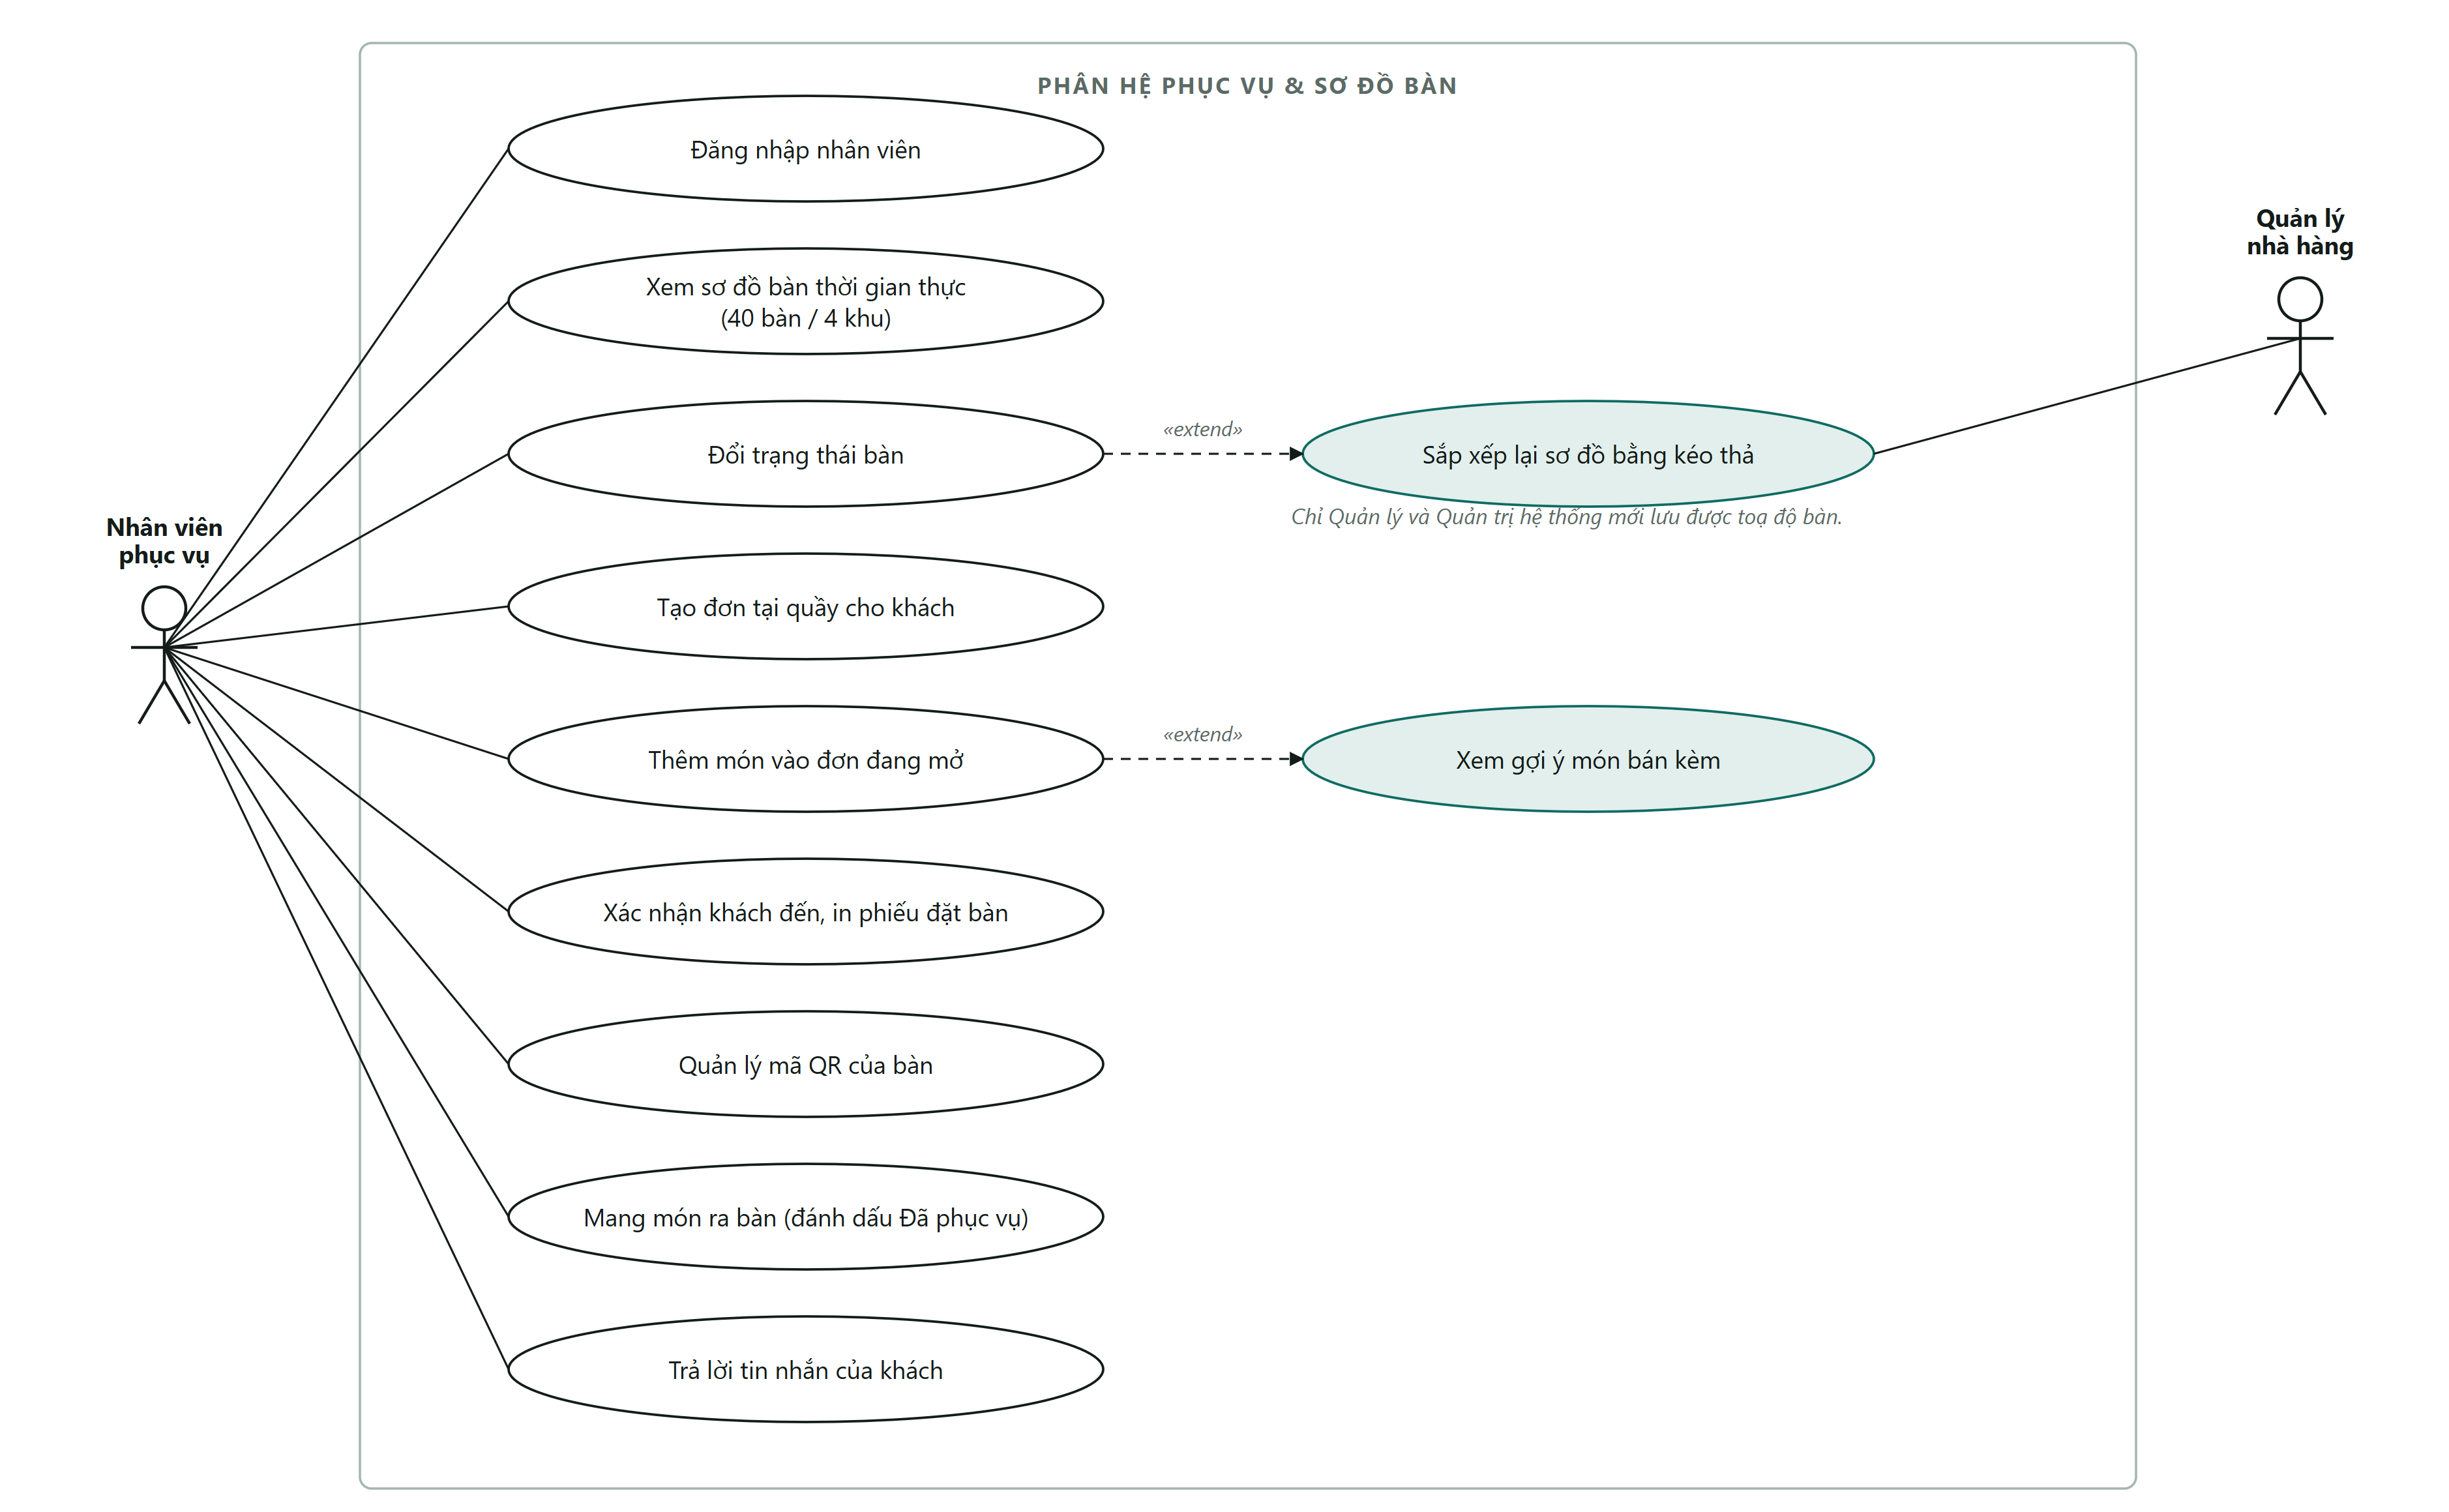 PHÂN HỆ PHỤC VỤ & SƠ ĐỒ BÀN
Đăng nhập nhân viên
Quản lý
nhà hàng
Xem sơ đồ bàn thời gian thực
(40 bàn / 4 khu)
Đổi trạng thái bàn
«extend»
Sắp xếp lại sơ đồ bằng kéo thả
Chỉ Quản lý và Quản trị hệ thống mới lưu được toạ độ bàn.
Nhân viên
phục vụ
Tạo đơn tại quầy cho khách
Thêm món vào đơn đang mở
«extend»
Xem gợi ý món bán kèm
Xác nhận khách đến, in phiếu đặt bàn
Quản lý mã QR của bàn
Mang món ra bàn (đánh dấu Đã phục vụ)
Trả lời tin nhắn của khách